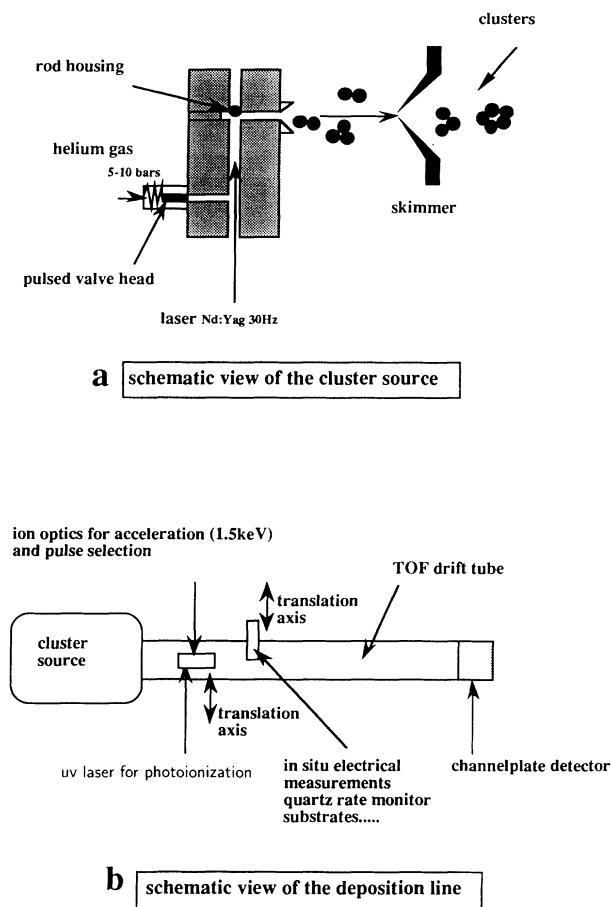 clusters
rod housing
helium gas
5-10 bars
skimmer
pulsed valve head
laser Nd:Yag 30Hz
a schematic view of the cluster source
ion optics for acceleration (1.5keV)
and pulse selection
TOF drift tube
translation
axis
cluster
source
translation
axis
uv laser for photoionization
in situ electrical
measurements
quartz rate monitor
substrates.....
channelplate detector
b schematic view of the deposition line